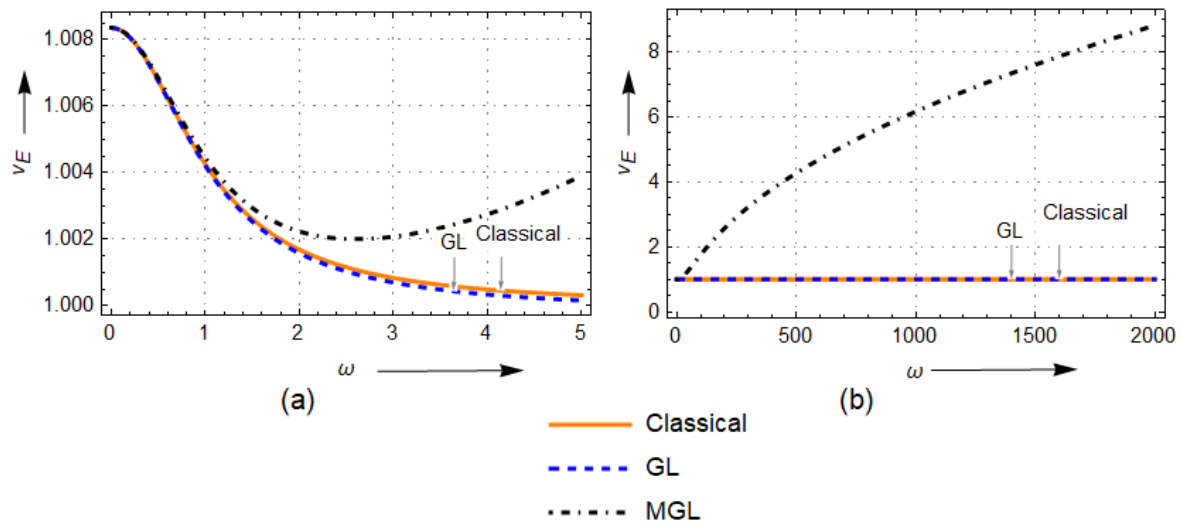 1.008
1.006
1.004
1.002
1.000
v_E
GL
Classical
0 1 2 3 4 5
ω
(a)
8
6
4
2
0
v_E
GL
Classical
0 500 1000 1500 2000
ω
(b)
Classical
GL
MGL